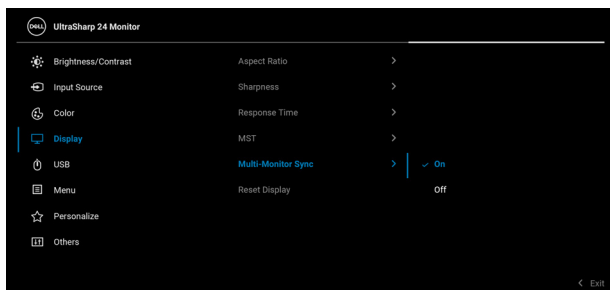 DELL UltraSharp 24 Monitor
Brightness/Contrast Aspect Ratio >
Input Source Sharpness >
Color Response Time >
Display MST >
USB Multi-Monitor Sync > ✓ On
Menu Reset Display Off
Personalize
Others
< Exit